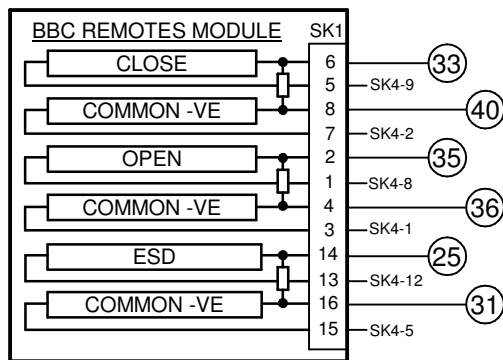 BBC REMOTES MODULE SK1
CLOSE 6 33
5 SK4-9
COMMON -VE 8 40
7 SK4-2
OPEN 2 35
1 SK4-8
COMMON -VE 4 36
3 SK4-1
ESD 14 25
13 SK4-12
COMMON -VE 16 31
15 SK4-5